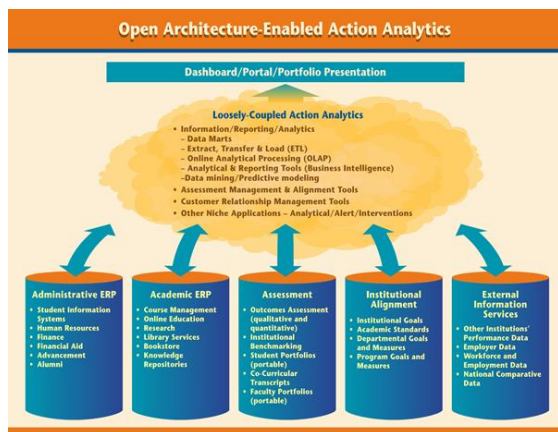 Open Architecture-Enabled Action Analytics
Dashboard/Portal/Portfolio Presentation
Loosely-Coupled Action Analytics
• Information/Reporting/Analytics
– Data Marts
– Extract, Transfer & Load (ETL)
– Online Analytical Processing (OLAP)
– Analytical & Reporting Tools (Business Intelligence)
–Data mining/Predictive modeling
• Assessment Management & Alignment Tools
• Customer Relationship Management Tools
• Other Niche Applications – Analytical/Alert/Interventions
Administrative ERP
• Student Information
Systems
• Human Resources
• Finance
• Financial Aid
• Advancement
• Alumni
Academic ERP
• Course Management
• Online Education
• Research
• Library Services
• Bookstore
• Knowledge
Repositories
Assessment
• Outcomes Assessment
(qualitative and
quantitative)
• Institutional
Benchmarking
• Student Portfolios
(portable)
• Co-Curricular
Transcripts
• Faculty Portfolios
(portable)
Institutional
Alignment
• Institutional Goals
• Academic Standards
• Departmental Goals
and Measures
• Program Goals and
Measures
External
Information
Services
• Other Institutions'
Performance Data
• Employer Data
• Workforce and
Employment Data
• National Comparative
Data